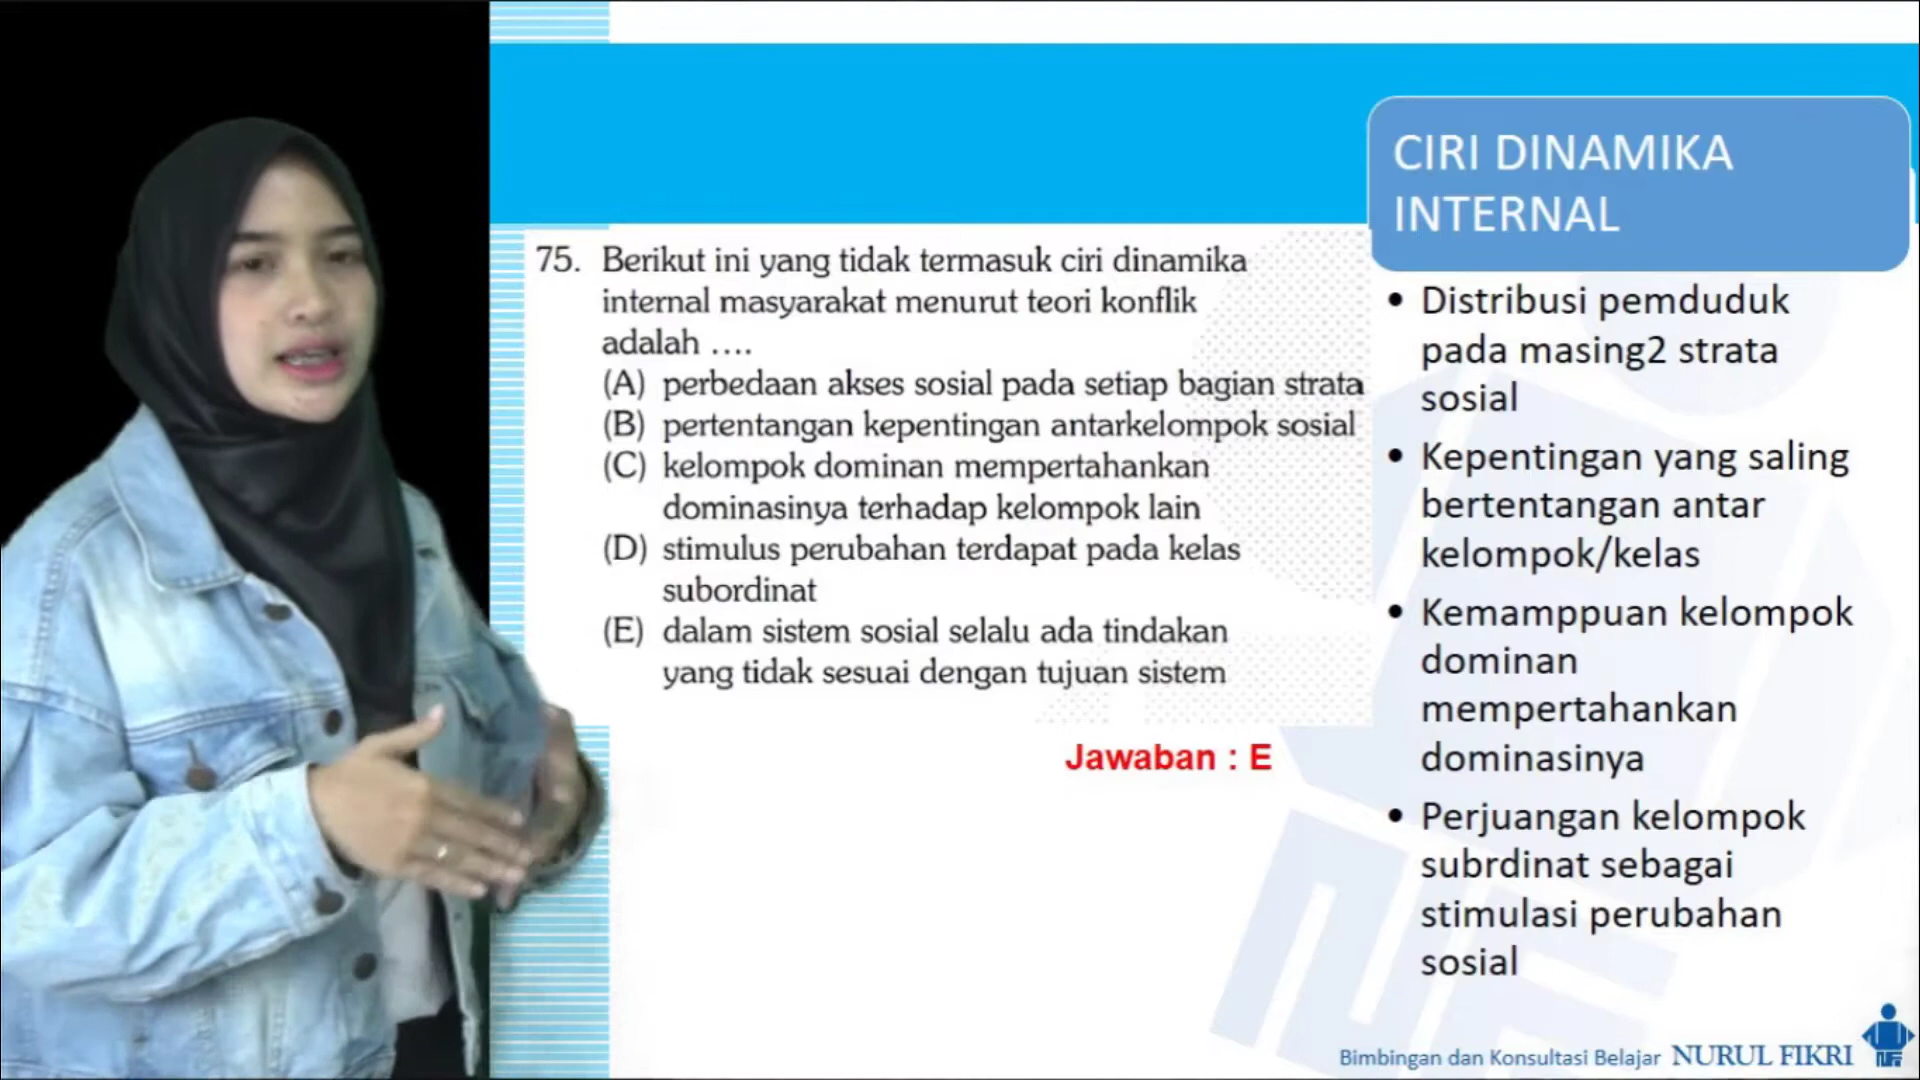 75. Berikut ini yang tidak termasuk ciri dinamika
internal masyarakat menurut teori konflik
adalah ....
(A) perbedaan akses sosial pada setiap bagian strata
(B) pertentangan kepentingan antarkelompok sosial
(C) kelompok dominan mempertahankan
dominasinya terhadap kelompok lain
(D) stimulus perubahan terdapat pada kelas
subordinat
(E) dalam sistem sosial selalu ada tindakan
yang tidak sesuai dengan tujuan sistem
Jawaban : E
CIRI DINAMIKA
INTERNAL
• Distribusi pemduduk
pada masing2 strata
sosial
• Kepentingan yang saling
bertentangan antar
kelompok/kelas
• Kemamppuan kelompok
dominan
mempertahankan
dominasinya
• Perjuangan kelompok
subrdinat sebagai
stimulasi perubahan
sosial
Bimbingan dan Konsultasi Belajar NURUL FIKRI